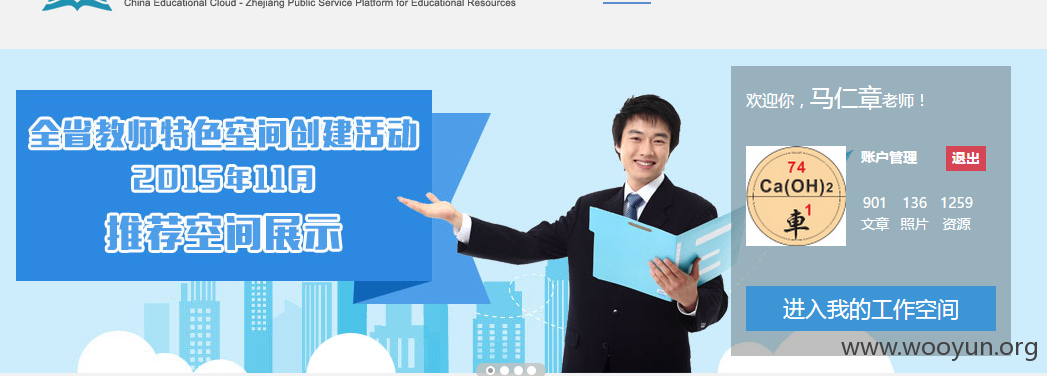 China Educational Cloud - Zhejiang Public Service Platform for Educational Resources
全省教师特色空间创建活动
2015年11月
推荐空间展示
欢迎你，马仁章老师！
74
Ca(OH)2
1
車
账户管理 退出
901 136 1259
文章 照片 资源
进入我的工作空间
www.wooyun.org